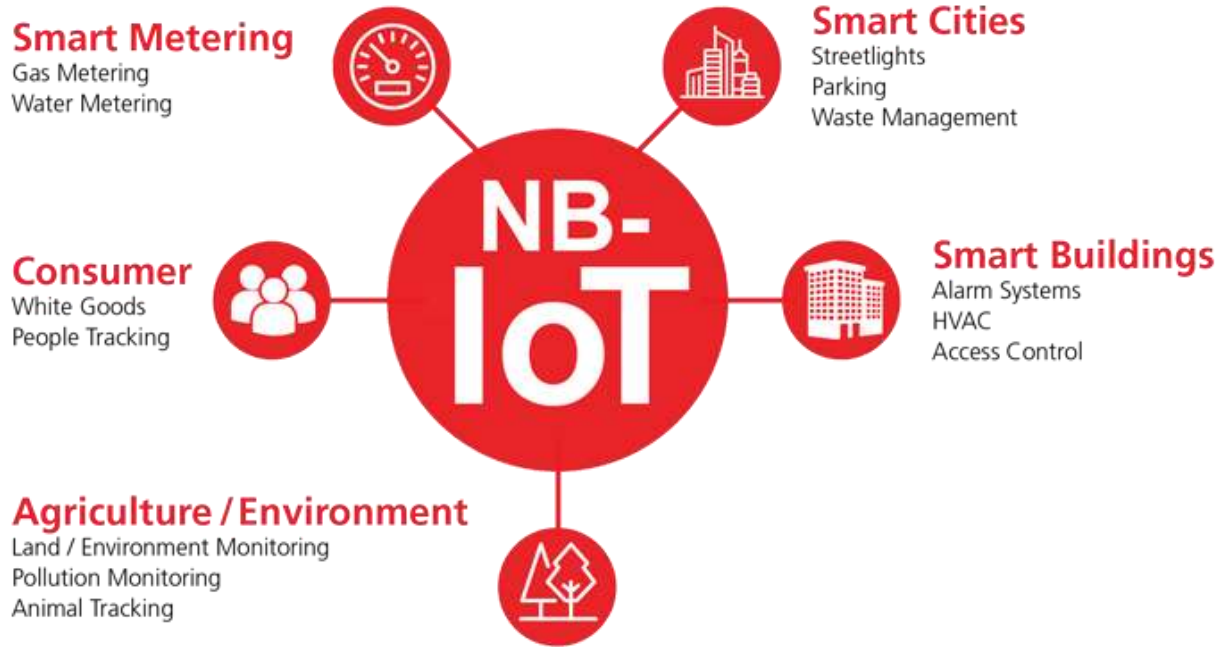 Smart Metering
Gas Metering
Water Metering
Smart Cities
Streetlights
Parking
Waste Management
NB-
IoT
Consumer
White Goods
People Tracking
Smart Buildings
Alarm Systems
HVAC
Access Control
Agriculture / Environment
Land / Environment Monitoring
Pollution Monitoring
Animal Tracking